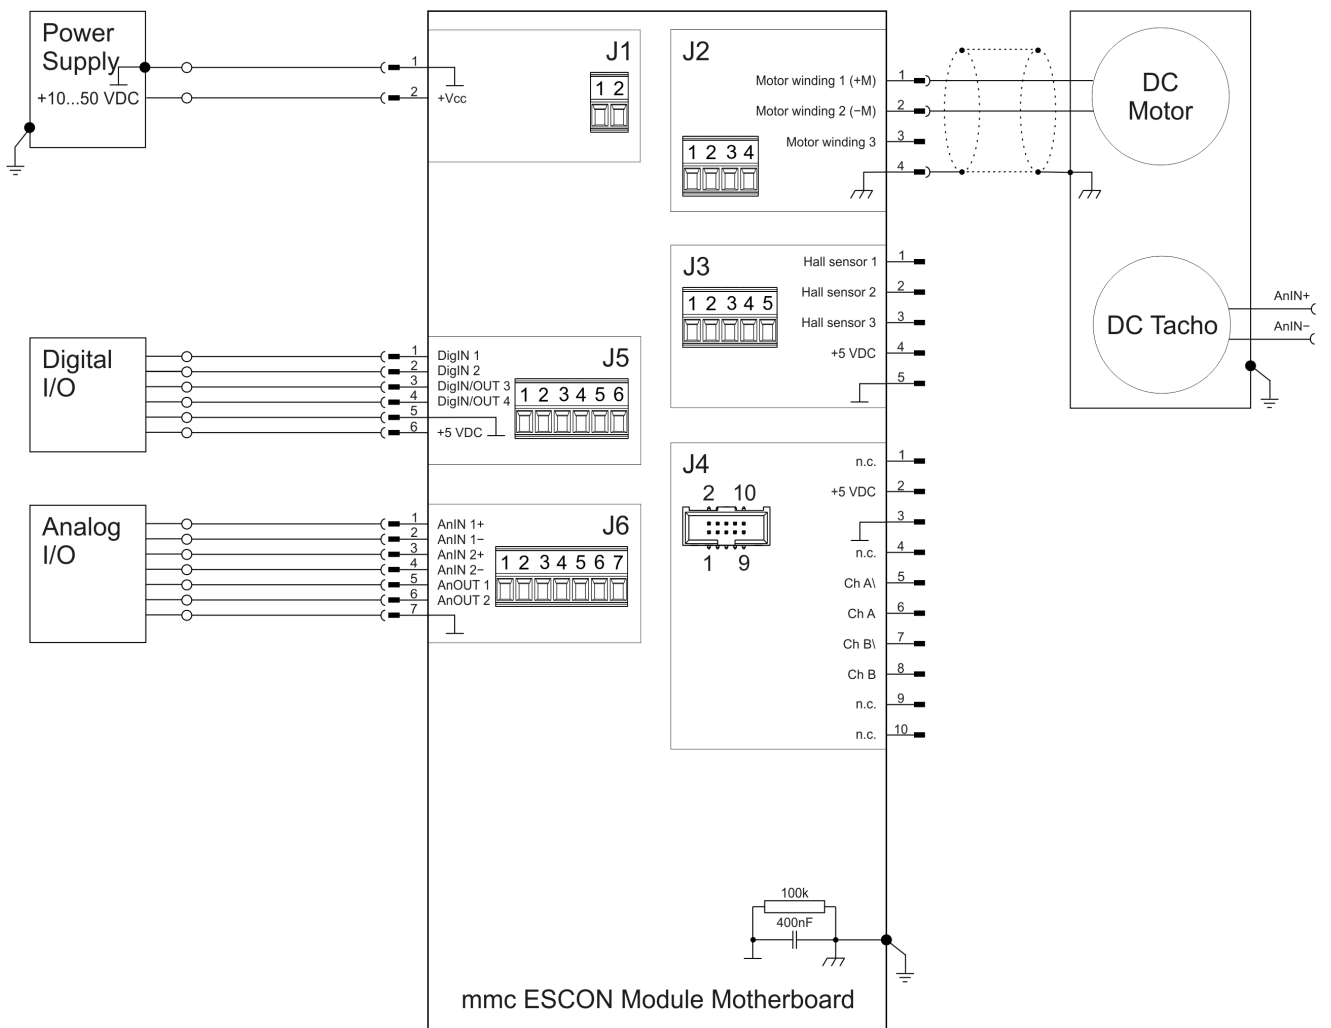 Power
Supply
+10...50 VDC
1
2
+Vcc
J1
1 2
J2
1 2 3 4
Motor winding 1 (+M)
1
Motor winding 2 (−M)
2
Motor winding 3
3
4
DC
Motor
J3
1 2 3 4 5
Hall sensor 1
1
Hall sensor 2
2
Hall sensor 3
3
+5 VDC
4
5
DC Tacho
AnIN+
AnIN−
Digital
I/O
1
DigIN 1
2
DigIN 2
3
DigIN/OUT 3
4
DigIN/OUT 4
5
6
+5 VDC
J5
1 2 3 4 5 6
J4
2 10
1 9
n.c.
1
+5 VDC
2
3
n.c.
4
Ch A\
5
Ch A
6
Ch B\
7
Ch B
8
n.c.
9
n.c.
10
Analog
I/O
1
AnIN 1+
2
AnIN 1−
3
AnIN 2+
4
AnIN 2−
5
AnOUT 1
6
AnOUT 2
7
J6
1 2 3 4 5 6 7
100k
400nF
mmc ESCON Module Motherboard